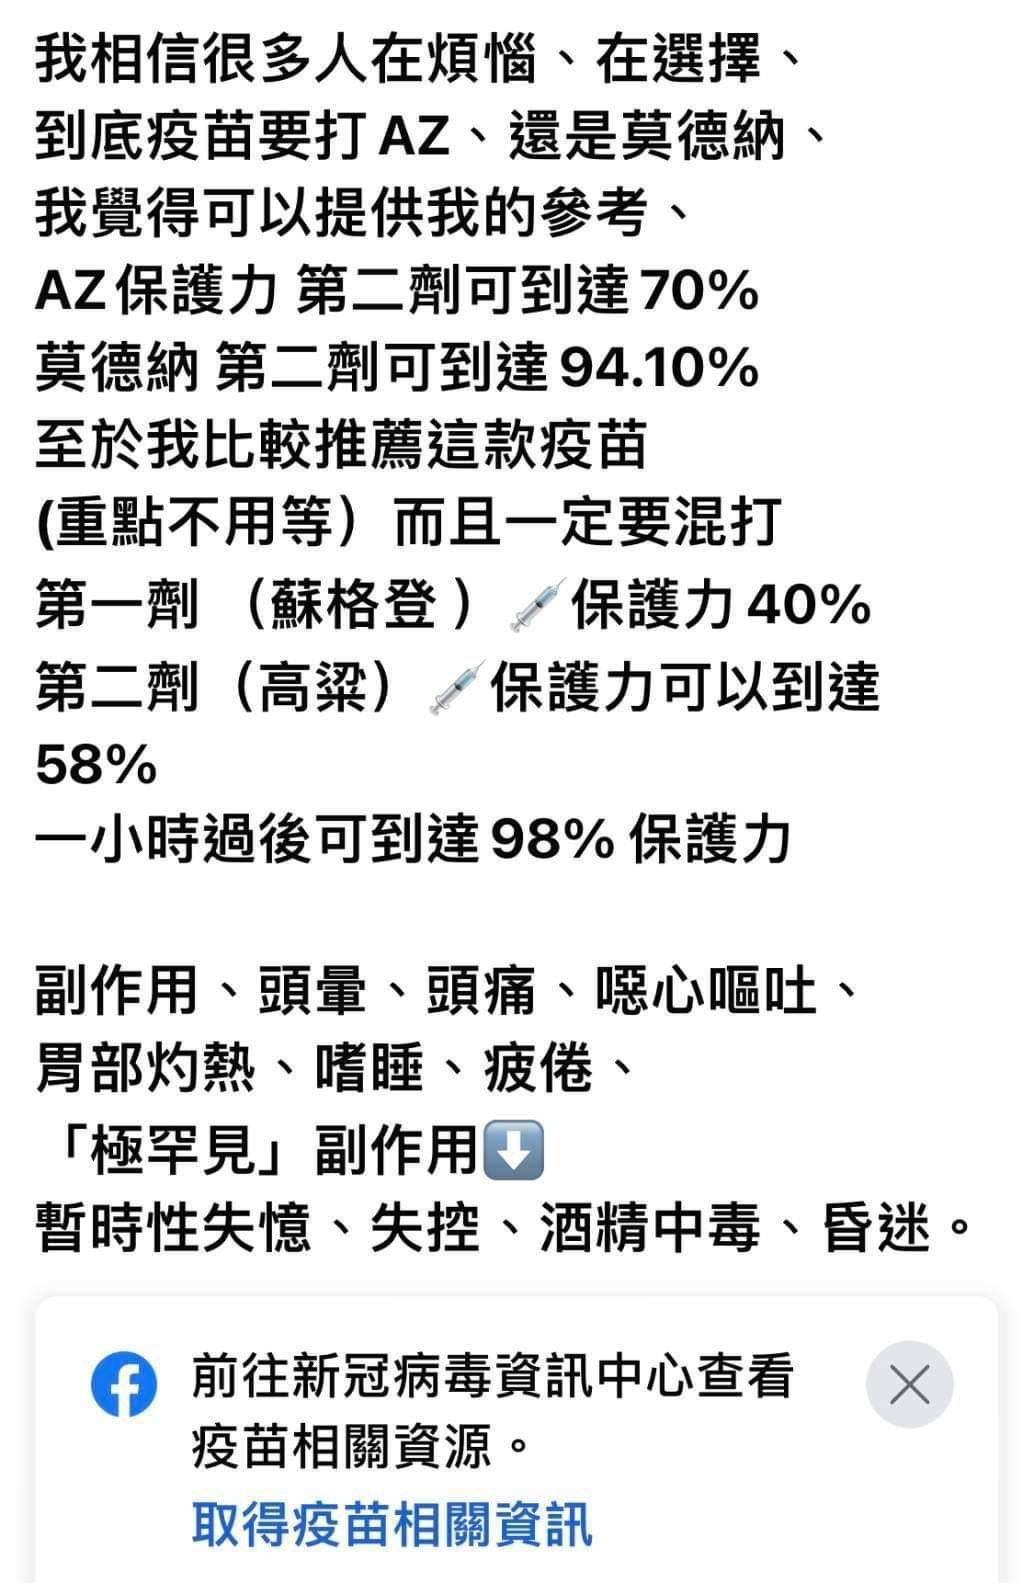 我相信很多人在煩惱、在選擇、
到底疫苗要打AZ、還是莫德納、
我覺得可以提供我的參考、
AZ保護力 第二劑可到達70%
莫德納 第二劑可到達94.10%
至於我比較推薦這款疫苗
(重點不用等）而且一定要混打
第一劑 （蘇格登 ）💉保護力40%
第二劑（高粱）💉保護力可以到達
58%
一小時過後可到達98% 保護力
副作用、頭暈、頭痛、噁心嘔吐、
胃部灼熱、嗜睡、疲倦、
「極罕見」副作用⬇️
暫時性失憶、失控、酒精中毒、昏迷。
前往新冠病毒資訊中心查看
疫苗相關資源。
取得疫苗相關資訊